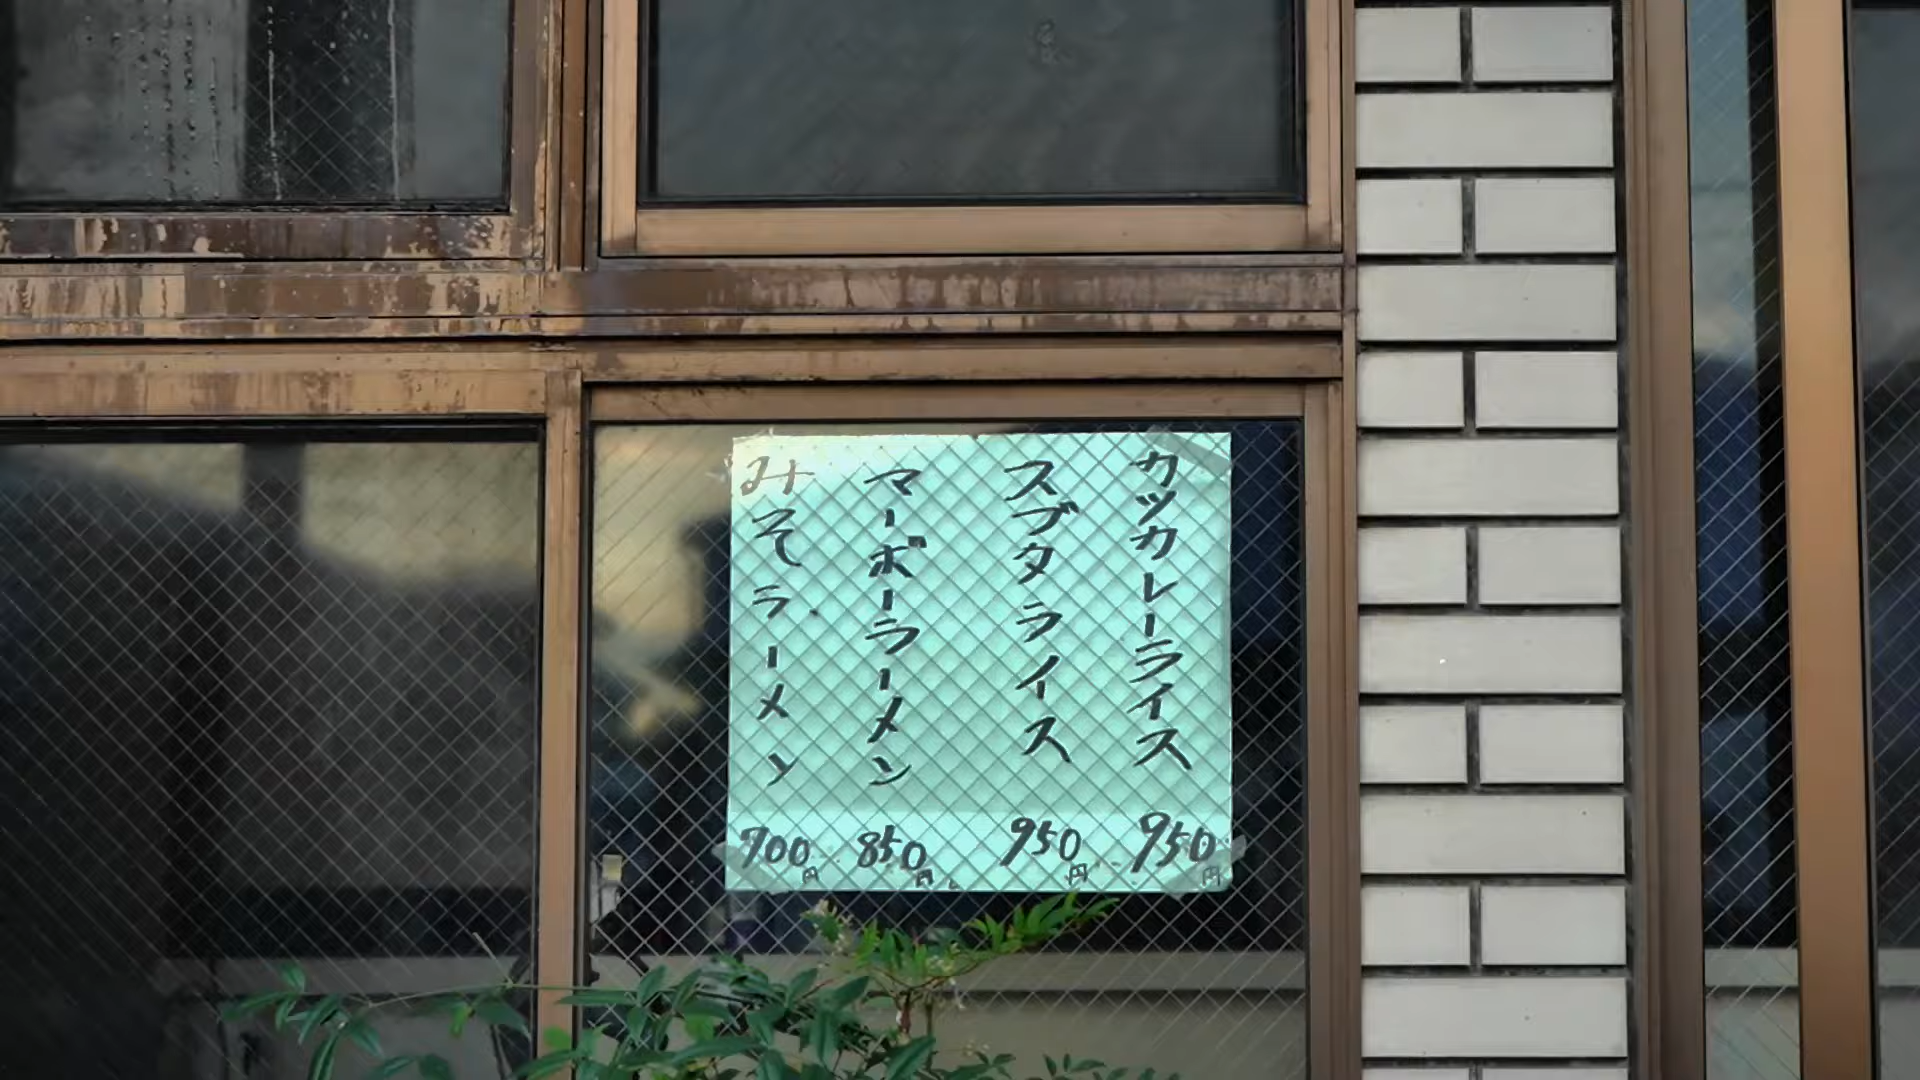 カツカレーライス 950円
スブタライス 950円
マーボーラーメン 850円
みそラーメン 700円